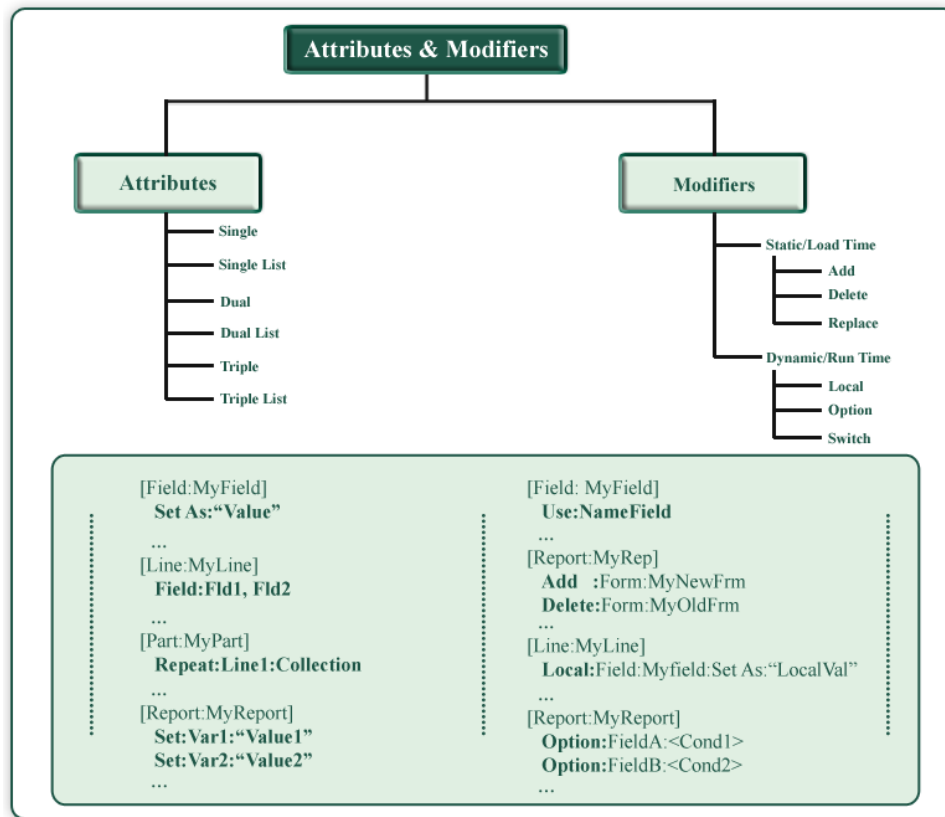 Attributes & Modifiers
Attributes
Single
Single List
Dual
Dual List
Triple
Triple List
Modifiers
Static/Load Time
Add
Delete
Replace
Dynamic/Run Time
Local
Option
Switch
[Field:MyField]
Set As:“Value”
...
[Line:MyLine]
Field:Fld1, Fld2
...
[Part:MyPart]
Repeat:Line1:Collection
...
[Report:MyReport]
Set:Var1:“Value1”
Set:Var2:“Value2”
...
[Field: MyField]
Use:NameField
...
[Report:MyRep]
Add :Form:MyNewFrm
Delete:Form:MyOldFrm
...
[Line:MyLine]
Local:Field:Myfield:Set As:“LocalVal”
...
[Report:MyReport]
Option:FieldA:<Cond1>
Option:FieldB:<Cond2>
...